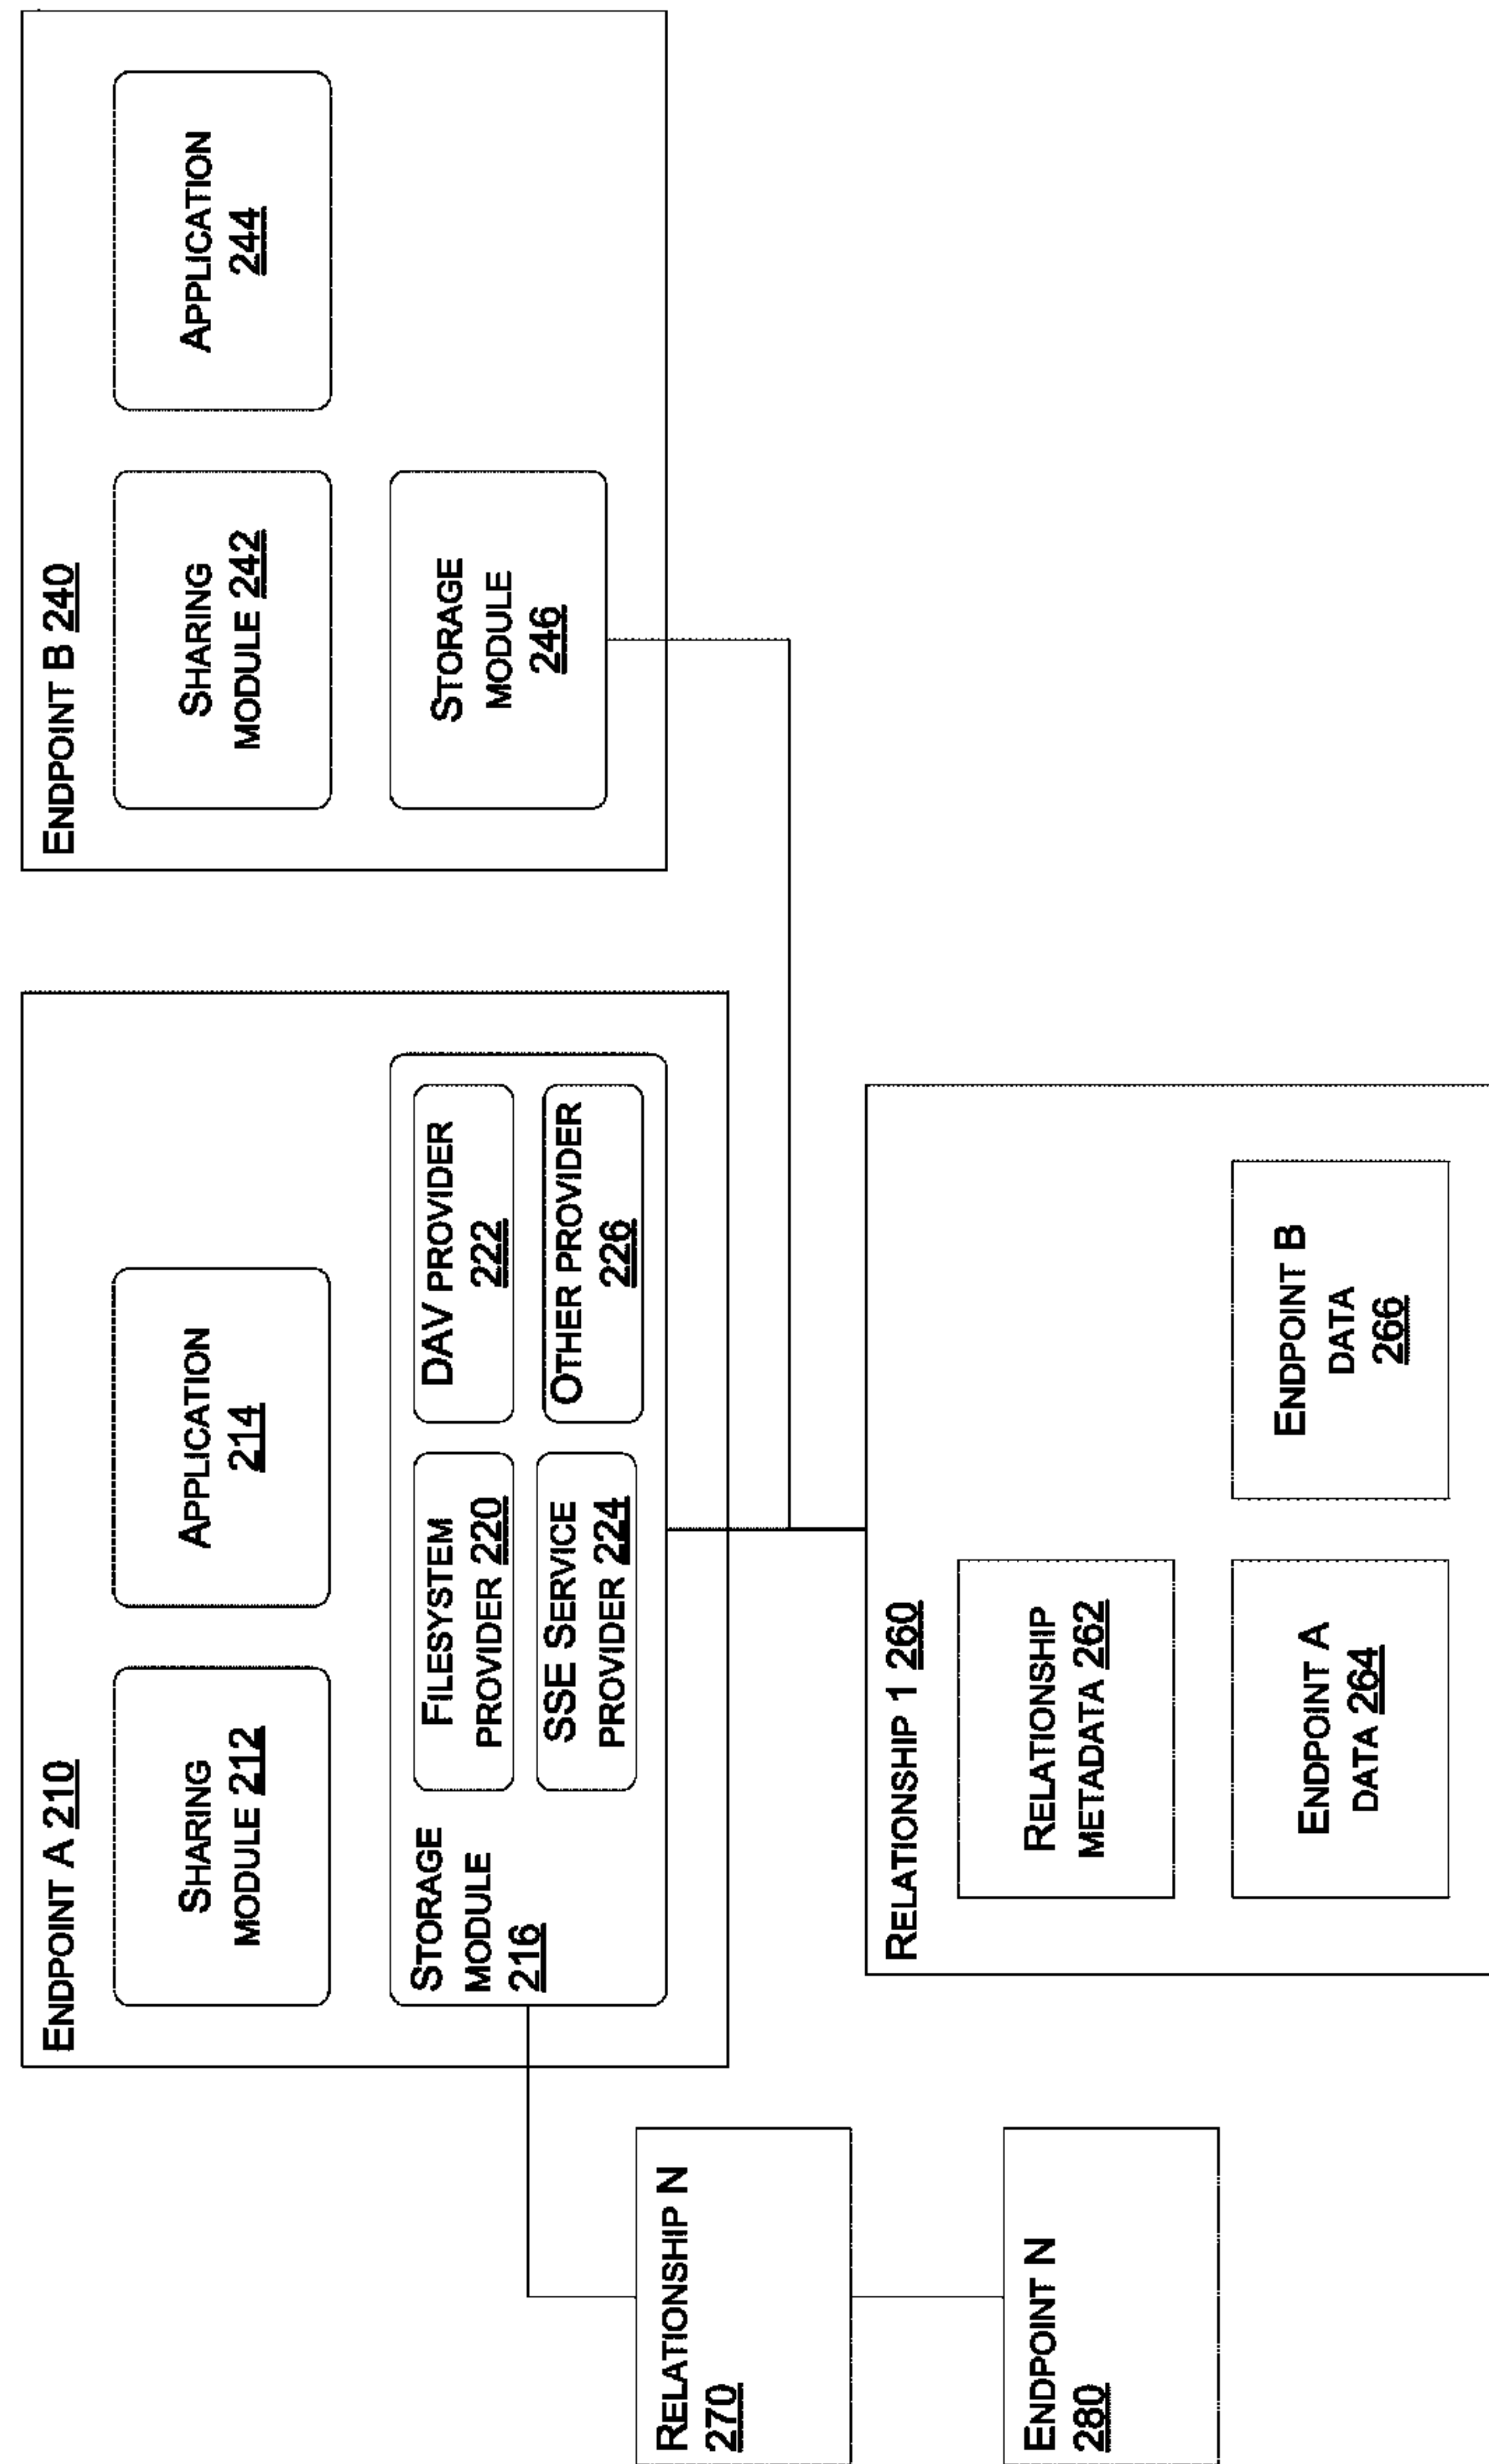 ENDPOINT A 210
SHARING
MODULE 212
APPLICATION
214
STORAGE
MODULE
216
FILESYSTEM
PROVIDER 220
DAV PROVIDER
222
SSE SERVICE
PROVIDER 224
OTHER PROVIDER
226
ENDPOINT B 240
SHARING
MODULE 242
APPLICATION
244
STORAGE
MODULE
246
RELATIONSHIP N
270
ENDPOINT N
280
RELATIONSHIP 1 260
RELATIONSHIP
METADATA 262
ENDPOINT A
DATA 264
ENDPOINT B
DATA
266